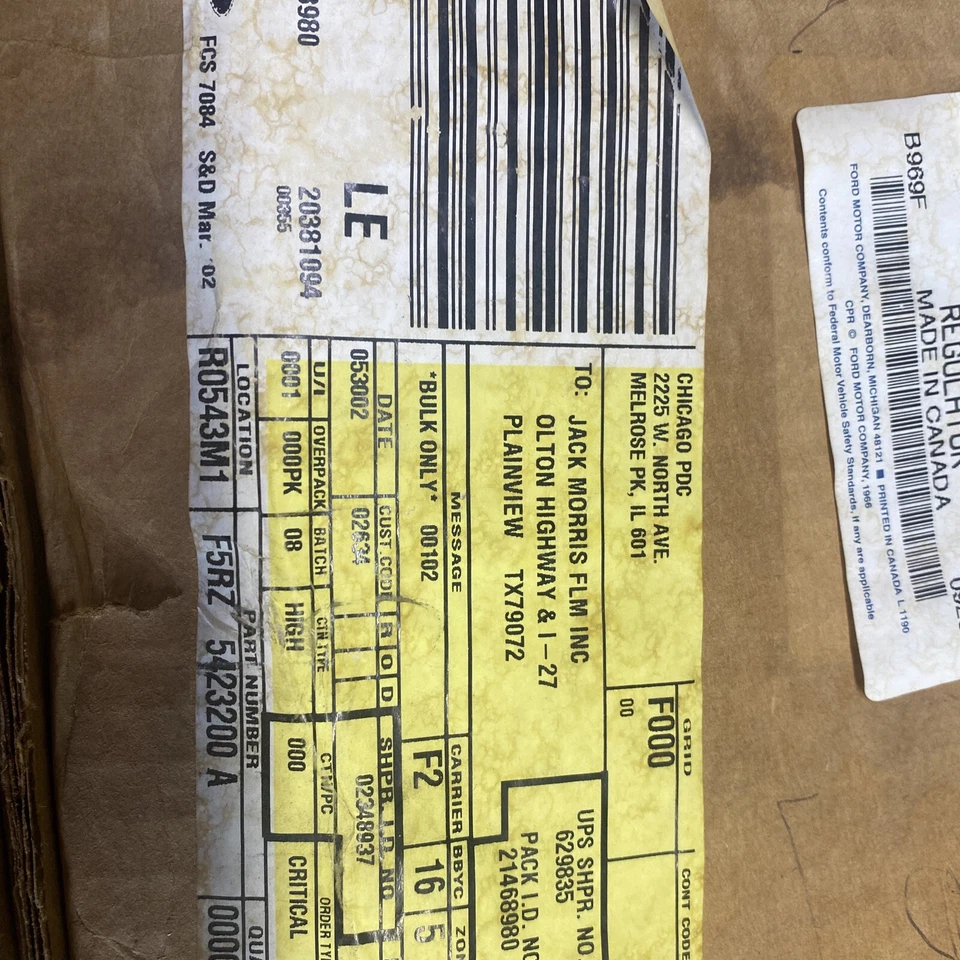 B969F
REGULATOR
MADE IN CANADA
FORD MOTOR COMPANY, DEARBORN, MICHIGAN 48121 ■ PRINTED IN CANADA L 1190
CPR © FORD MOTOR COMPANY, 1966
Contents conform to Federal Motor Vehicle Safety Standards, if any are applicable
CHICAGO PDC
2225 W. NORTH AVE.
MELROSE PK, IL 601
GRID
F000
00
CONT CODE
TO: JACK MORRIS FLM INC
OLTON HIGHWAY & I-27
PLAINVIEW TX79072
UPS SHPR. NO.
629835
PACK I.D. NO
21468980
MESSAGE
*BULK ONLY* 00102
CARRIER
F2
BBYC
16
ZON
5
DATE
053002
CUST. CODE
02634
R O D
SHPR. I.D. NO
02348937
U/I
0001
OVERPACK
000PK
BATCH
08
CTN TYPE
HIGH
CTN/PC
000
ORDER TY
CRITICAL
LOCATION
R0543M1
PART NUMBER
F5RZ 5423200 A
QUA
0000
LE
8980
20381094
00355
FCS 7084 S&D Mar. '02